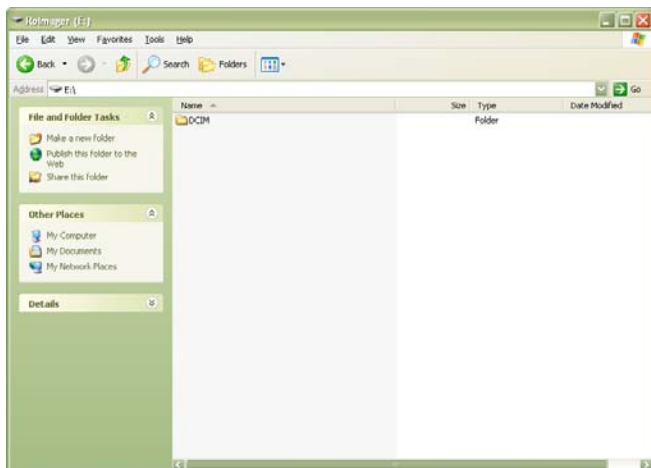 RoImager (E:)
File Edit View Favorites Tools Help
Back Search Folders
Address E:\ Go
Name Size Type Date Modified
DCIM Folder
File and Folder Tasks
Make a new folder
Publish this folder to the
Web
Share this folder
Other Places
My Computer
My Documents
My Network Places
Details